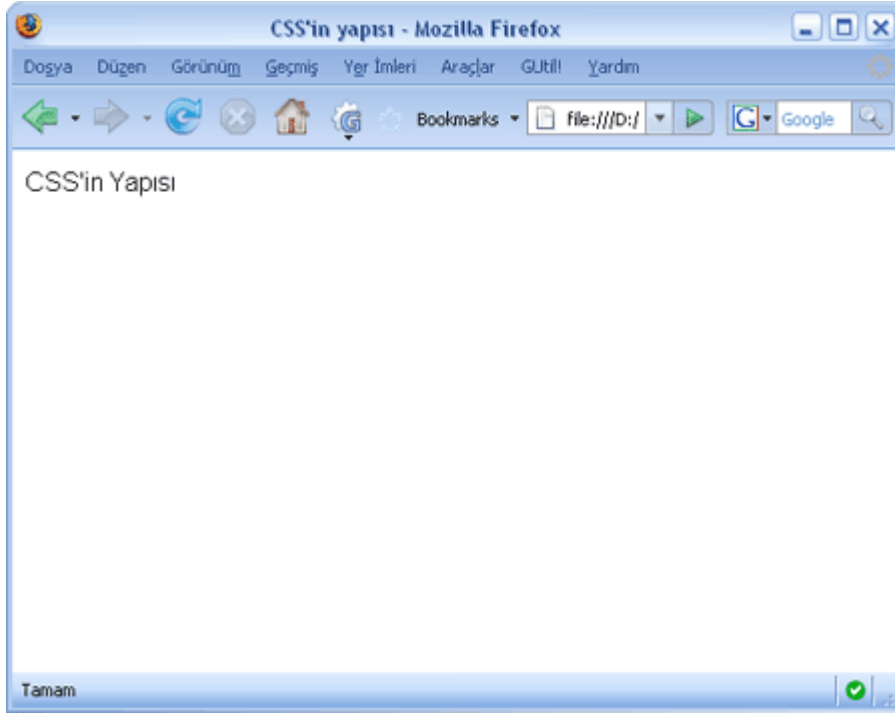 CSS'in yapısı - Mozilla Firefox
Dosya Düzen Görünüm Geçmiş Yer İmleri Araçlar GUtil! Yardım
G Bookmarks file:///D:/ G Google
CSS'in Yapısı
Tamam